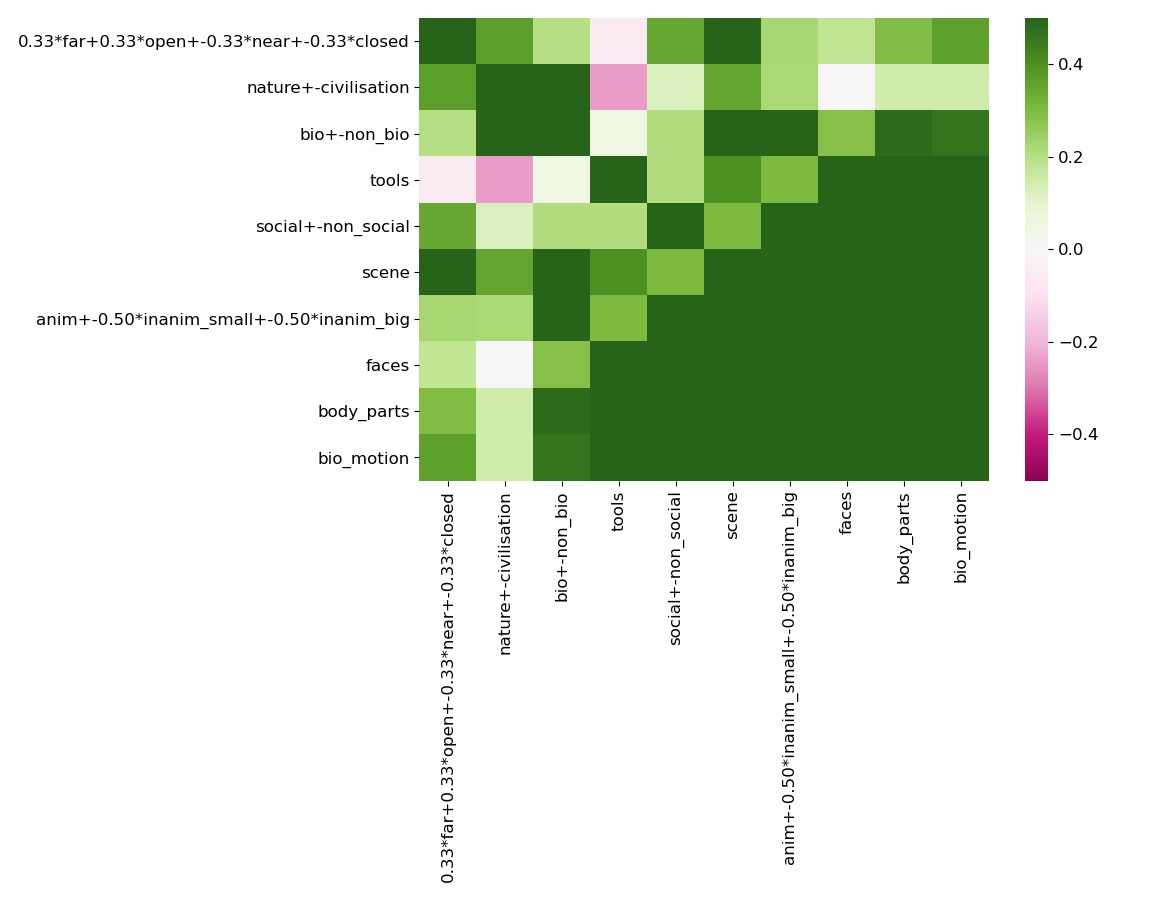 0.33*far+0.33*open+-0.33*near+-0.33*closed
nature+-civilisation
bio+-non_bio
tools
social+-non_social
scene
anim+-0.50*inanim_small+-0.50*inanim_big
faces
body_parts
bio_motion
0.33*far+0.33*open+-0.33*near+-0.33*closed
nature+-civilisation
bio+-non_bio
tools
social+-non_social
scene
anim+-0.50*inanim_small+-0.50*inanim_big
faces
body_parts
bio_motion
0.4
0.2
0.0
−0.2
−0.4